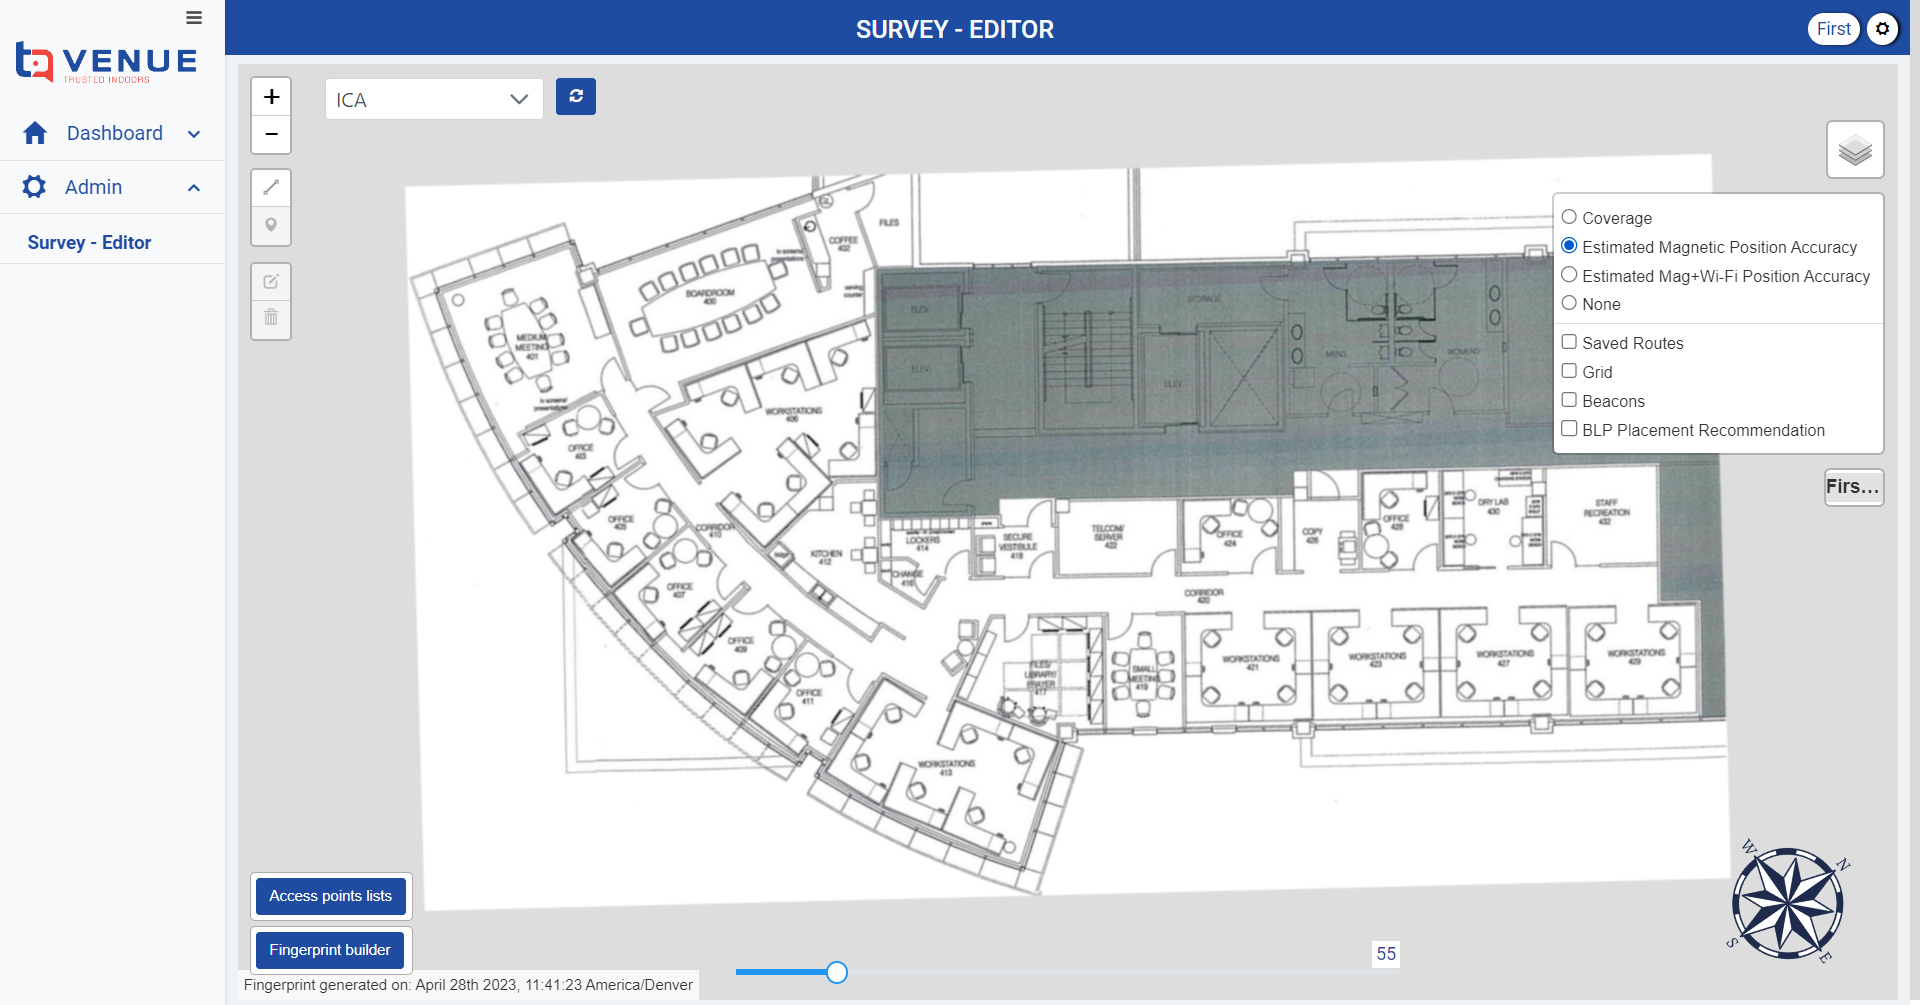 VENUE
TRUSTED INDOORS
Dashboard
Admin
Survey - Editor
SURVEY - EDITOR
First
+
−
ICA
Coverage
Estimated Magnetic Position Accuracy
Estimated Mag+Wi-Fi Position Accuracy
None
Saved Routes
Grid
Beacons
BLP Placement Recommendation
Firs...
FILES
COFFEE
402
BOARDROOM
400
MEDIUM
MEETING
401
WORKSTATIONS
406
OFFICE
403
OFFICE
405
CORRIDOR
410
KITCHEN
412
OFFICE
407
OFFICE
409
OFFICE
411
WORKSTATIONS
413
ELEV.
ELEV.
STORAGE
ELEV.
MENS
WOMENS
LOCKERS
414
CHANGE
416
SECURE
VESTIBULE
418
TELCOM/
SERVER
422
OFFICE
424
COPY
426
OFFICE
428
DRY LAB
430
STAFF
RECREATION
432
CORRIDOR
420
FILES/
LIBRARY/
PRAYER
417
SMALL
MEETING
419
WORKSTATIONS
421
WORKSTATIONS
423
WORKSTATIONS
427
WORKSTATIONS
429
W
N
S
E
Access points lists
Fingerprint builder
Fingerprint generated on: April 28th 2023, 11:41:23 America/Denver
55